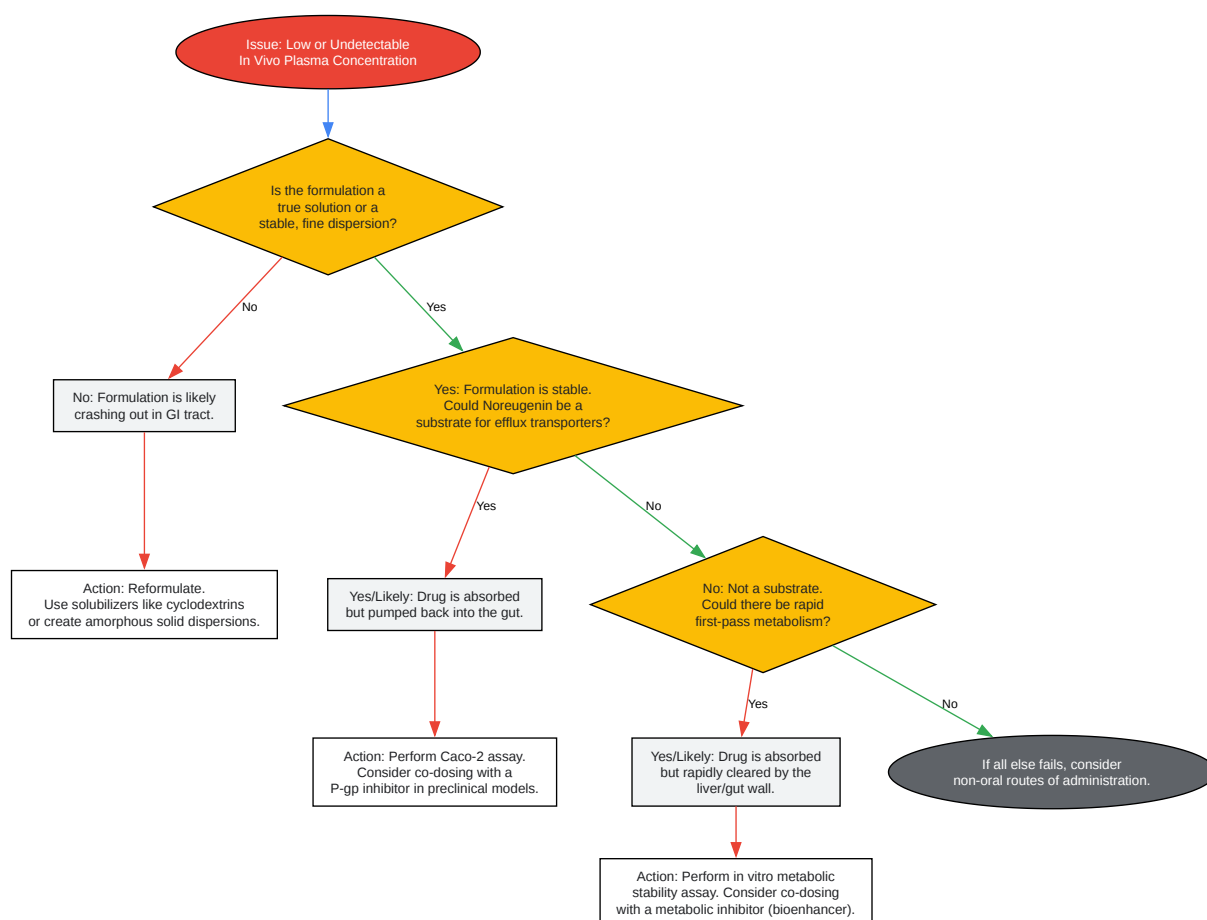 Issue: Low or Undetectable
In Vivo Plasma Concentration
Is the formulation a
true solution or a
stable, fine dispersion?
No
Yes
No: Formulation is likely
crashing out in GI tract.
Yes: Formulation is stable.
Could Noreugenin be a
substrate for efflux transporters?
Yes
No
Action: Reformulate.
Use solubilizers like cyclodextrins
or create amorphous solid dispersions.
Yes/Likely: Drug is absorbed
but pumped back into the gut.
No: Not a substrate.
Could there be rapid
first-pass metabolism?
Yes
No
Action: Perform Caco-2 assay.
Consider co-dosing with a
P-gp inhibitor in preclinical models.
Yes/Likely: Drug is absorbed
but rapidly cleared by the
liver/gut wall.
If all else fails, consider
non-oral routes of administration.
Action: Perform in vitro metabolic
stability assay. Consider co-dosing
with a metabolic inhibitor (bioenhancer).